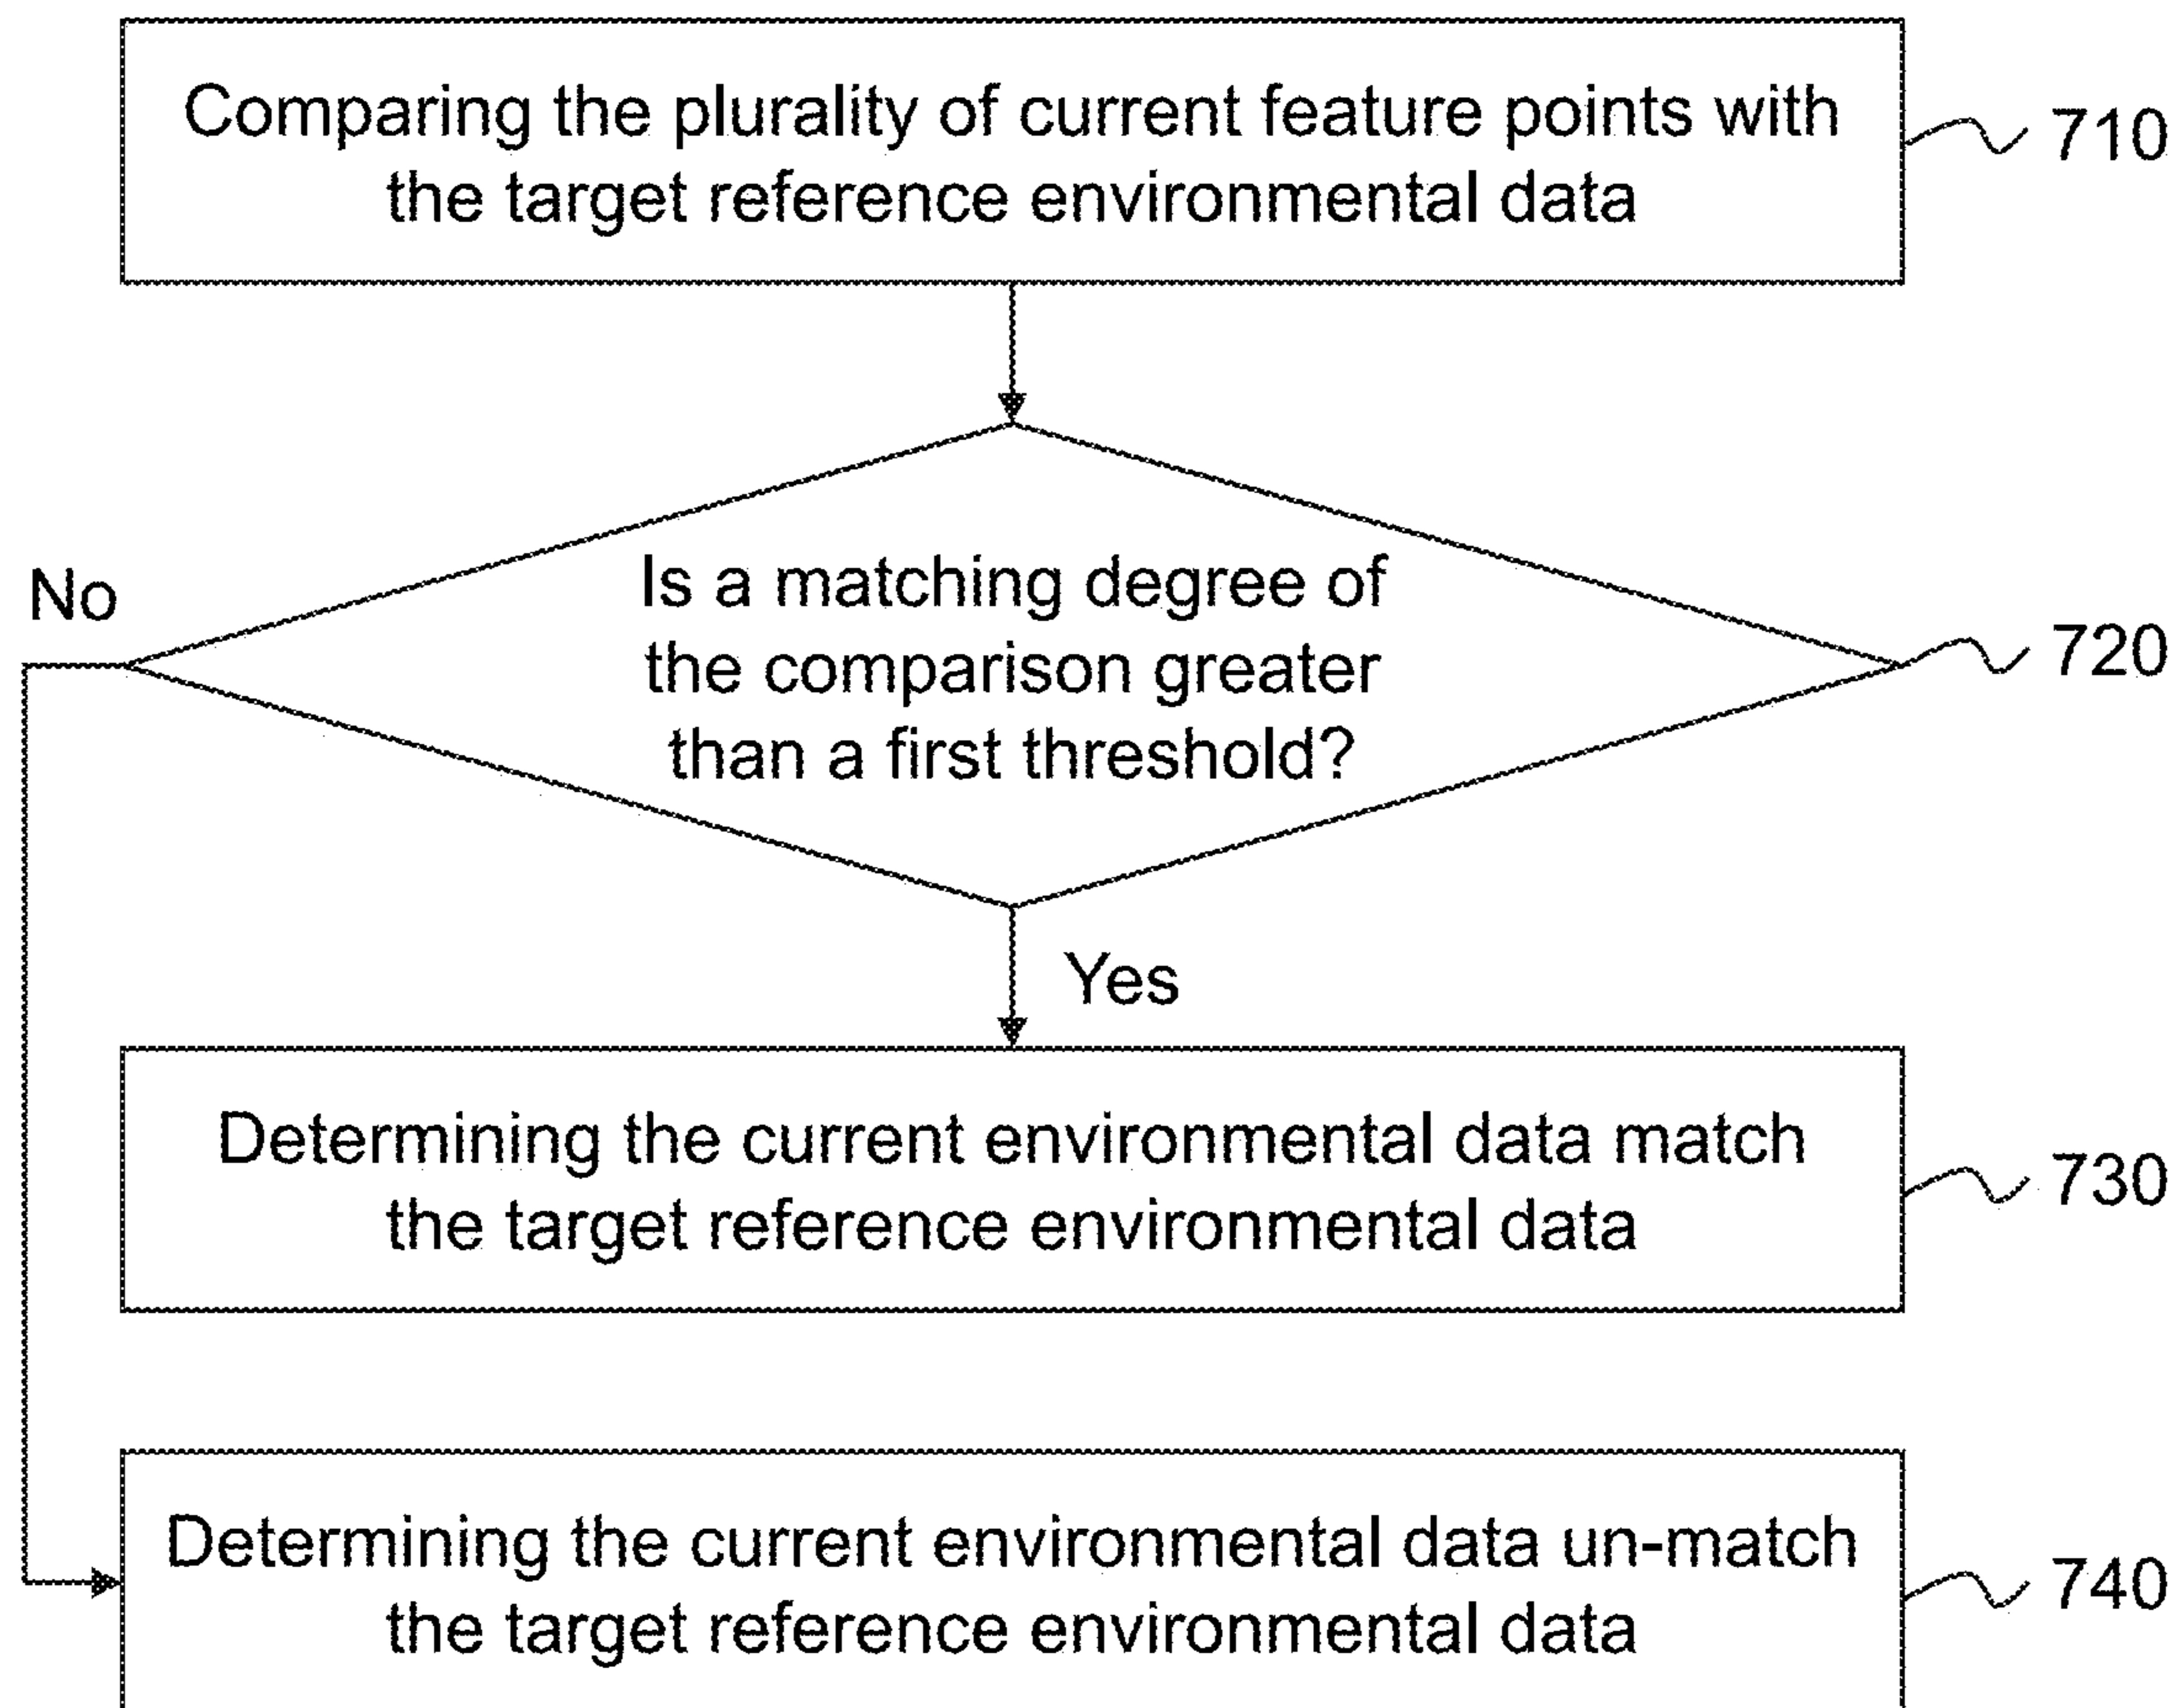 Comparing the plurality of current feature points with
the target reference environmental data
710
No
Is a matching degree of
the comparison greater
than a first threshold?
720
Yes
Determining the current environmental data match
the target reference environmental data
730
Determining the current environmental data un-match
the target reference environmental data
740